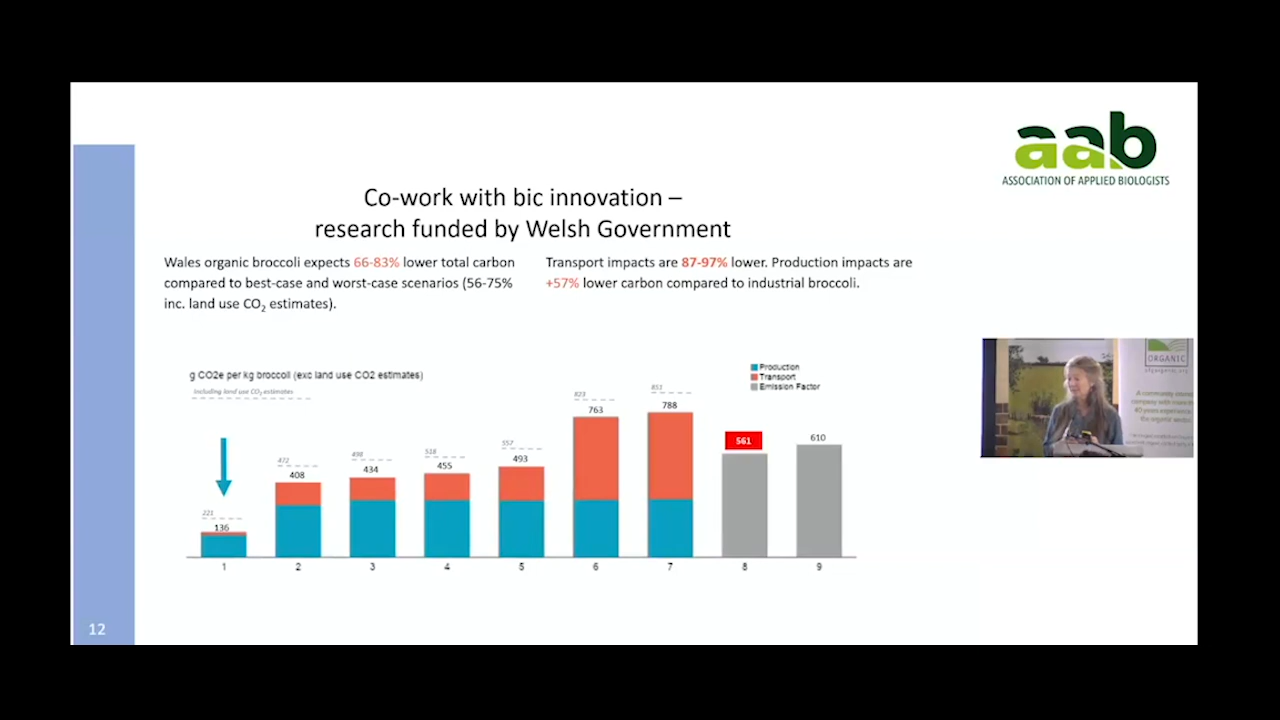 aab
ASSOCIATION OF APPLIED BIOLOGISTS
Co-work with bic innovation –
research funded by Welsh Government
Wales organic broccoli expects 66-83% lower total carbon
compared to best-case and worst-case scenarios (56-75%
inc. land use CO2 estimates).
Transport impacts are 87-97% lower. Production impacts are
+57% lower carbon compared to industrial broccoli.
g CO2e per kg broccoli (exc land use CO2 estimates)
Including land use CO2 estimates
Production
Transport
Emission Factor
221
136
472
408
498
434
518
455
557
493
823
763
851
788
561
610
1 2 3 4 5 6 7 8 9
ORGANIC
12